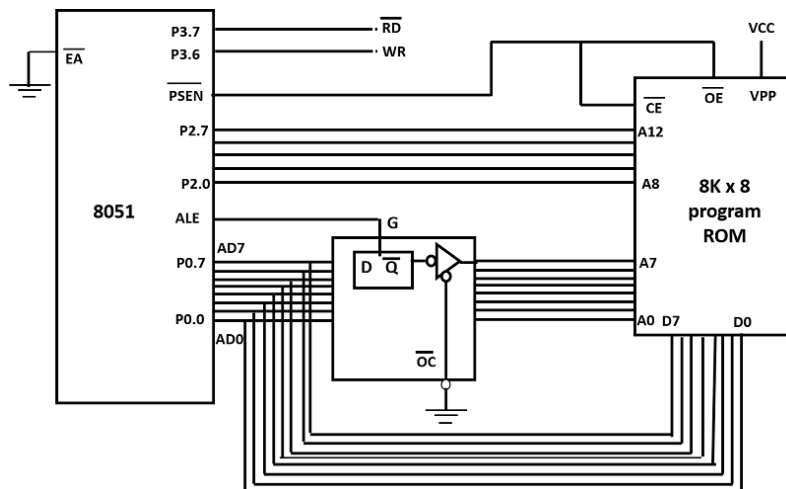 P3.7
RD
P3.6
WR
EA
PSEN
VCC
OE
VPP
CE
P2.7
A12
P2.0
A8
8051
8K x 8
program
ROM
ALE
G
AD7
P0.7
D Q
A7
P0.0
A0 D7 D0
AD0
OC